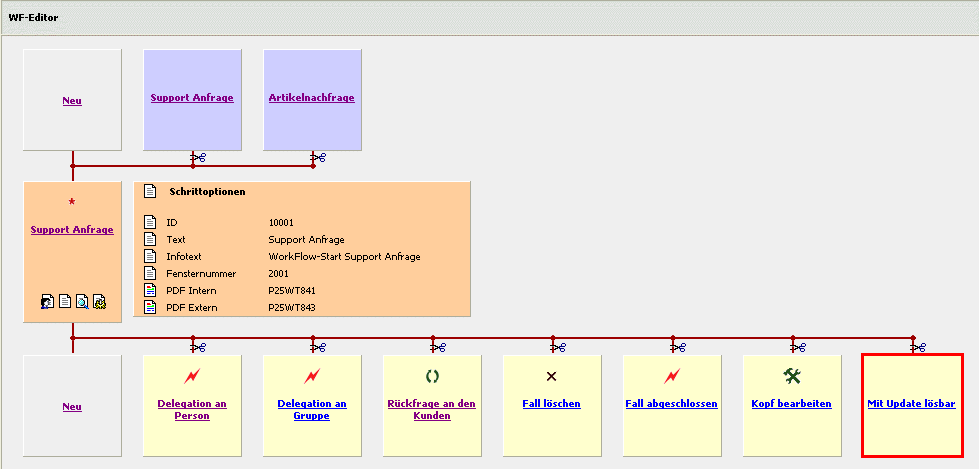 WF-Editor
Neu
Support Anfrage
Artikelnachfrage
*
Support Anfrage
Schrittoptionen
ID 10001
Text Support Anfrage
Infotext WorkFlow-Start Support Anfrage
Fensternummer 2001
PDF Intern P25WT841
PDF Extern P25WT843
Neu
Delegation an
Person
Delegation an
Gruppe
Rückfrage an den
Kunden
Fall löschen
Fall abgeschlossen
Kopf bearbeiten
Mit Update lösbar